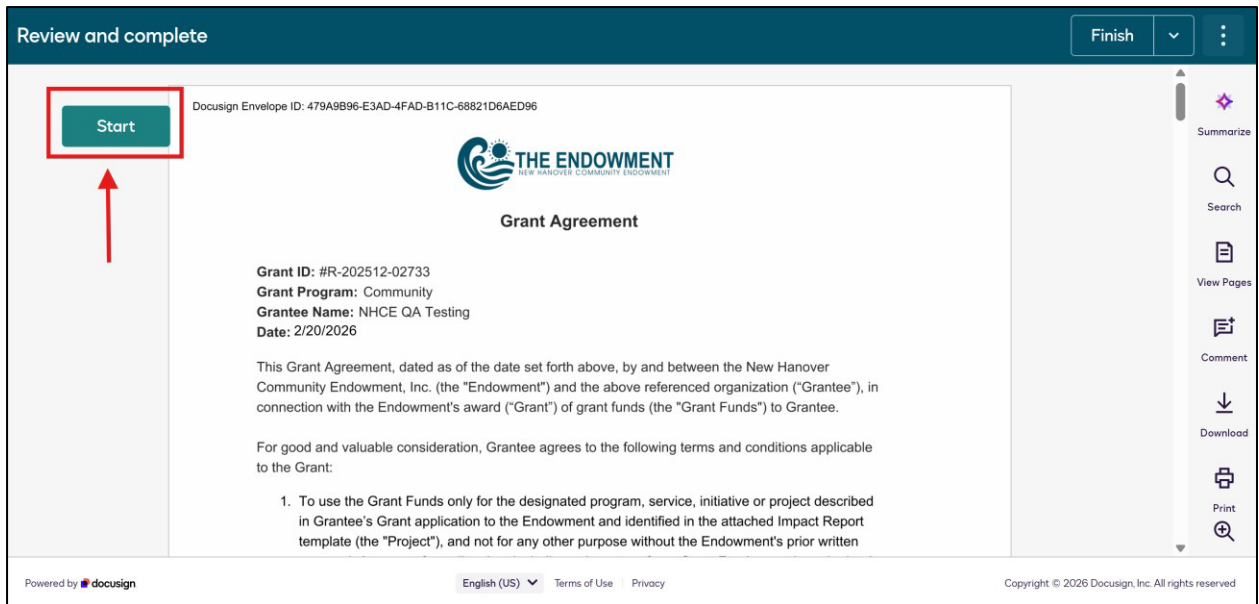 Review and complete
Finish
Start
Docusign Envelope ID: 479A9B96-E3AD-4FAD-B11C-68821D6AED96
THE ENDOWMENT
NEW HANOVER COMMUNITY ENDOWMENT
Grant Agreement
Grant ID: #R-202512-02733
Grant Program: Community
Grantee Name: NHCE QA Testing
Date: 2/20/2026
This Grant Agreement, dated as of the date set forth above, by and between the New Hanover
Community Endowment, Inc. (the "Endowment") and the above referenced organization (“Grantee”), in
connection with the Endowment's award (“Grant”) of grant funds (the "Grant Funds") to Grantee.
For good and valuable consideration, Grantee agrees to the following terms and conditions applicable
to the Grant:
1. To use the Grant Funds only for the designated program, service, initiative or project described
in Grantee’s Grant application to the Endowment and identified in the attached Impact Report
template (the "Project"), and not for any other purpose without the Endowment's prior written
Summarize
Search
View Pages
Comment
Download
Print
Powered by docusign
English (US)
Terms of Use
Privacy
Copyright © 2026 Docusign, Inc. All rights reserved